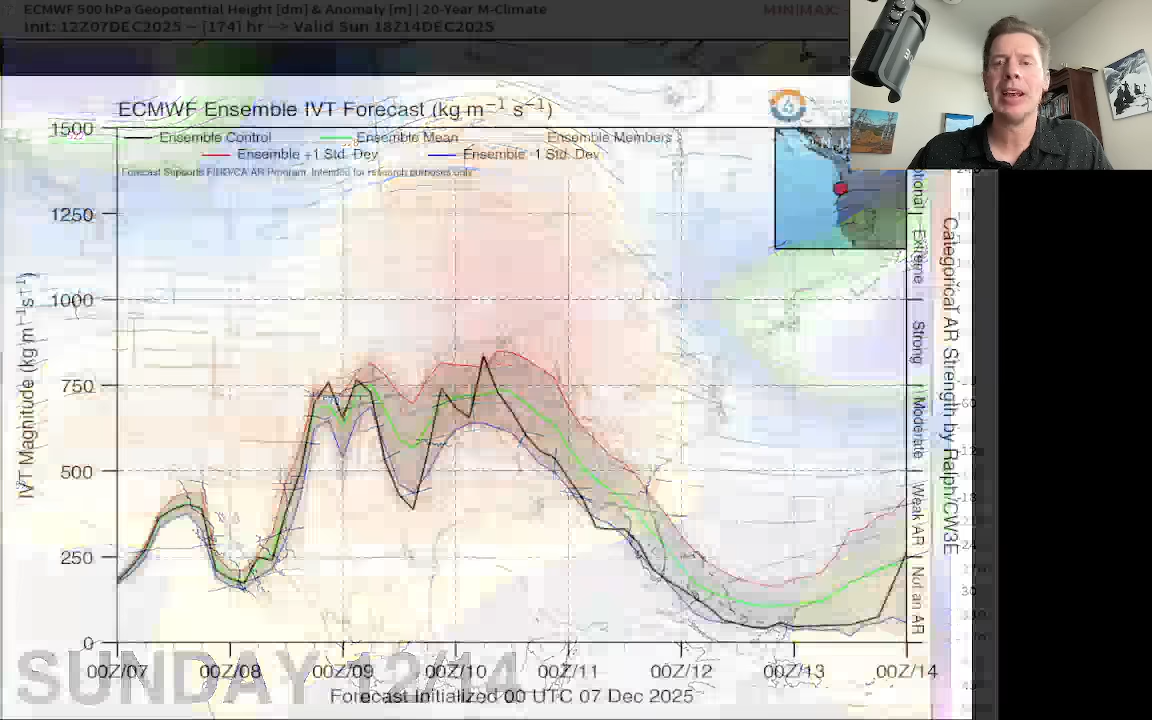 ECMWF 500 hPa Geopotential Height [dm] & Anomaly [m] | 20-Year M-Climate
MIN|MAX:
Init: 12Z07DEC2025 -- [174] hr --> Valid Sun 18Z14DEC2025
ECMWF Ensemble IVT Forecast (kg m−1 s−1)
Ensemble Control
Ensemble Mean
Ensemble Members
Ensemble +1 Std. Dev
Ensemble -1 Std. Dev
Forecast Supports FIRO/CA AR Program. Intended for research purposes only
IVT Magnitude (kg m−1 s−1)
1500
1250
1000
750
500
250
0
00Z/07
00Z/08
00Z/09
00Z/10
00Z/11
00Z/12
00Z/13
00Z/14
Forecast Initialized 00 UTC 07 Dec 2025
SUNDAY 12/14
Extreme
Strong
Moderate
Weak AR
Not an AR
Categorical AR Strength by Ralph/CW3E